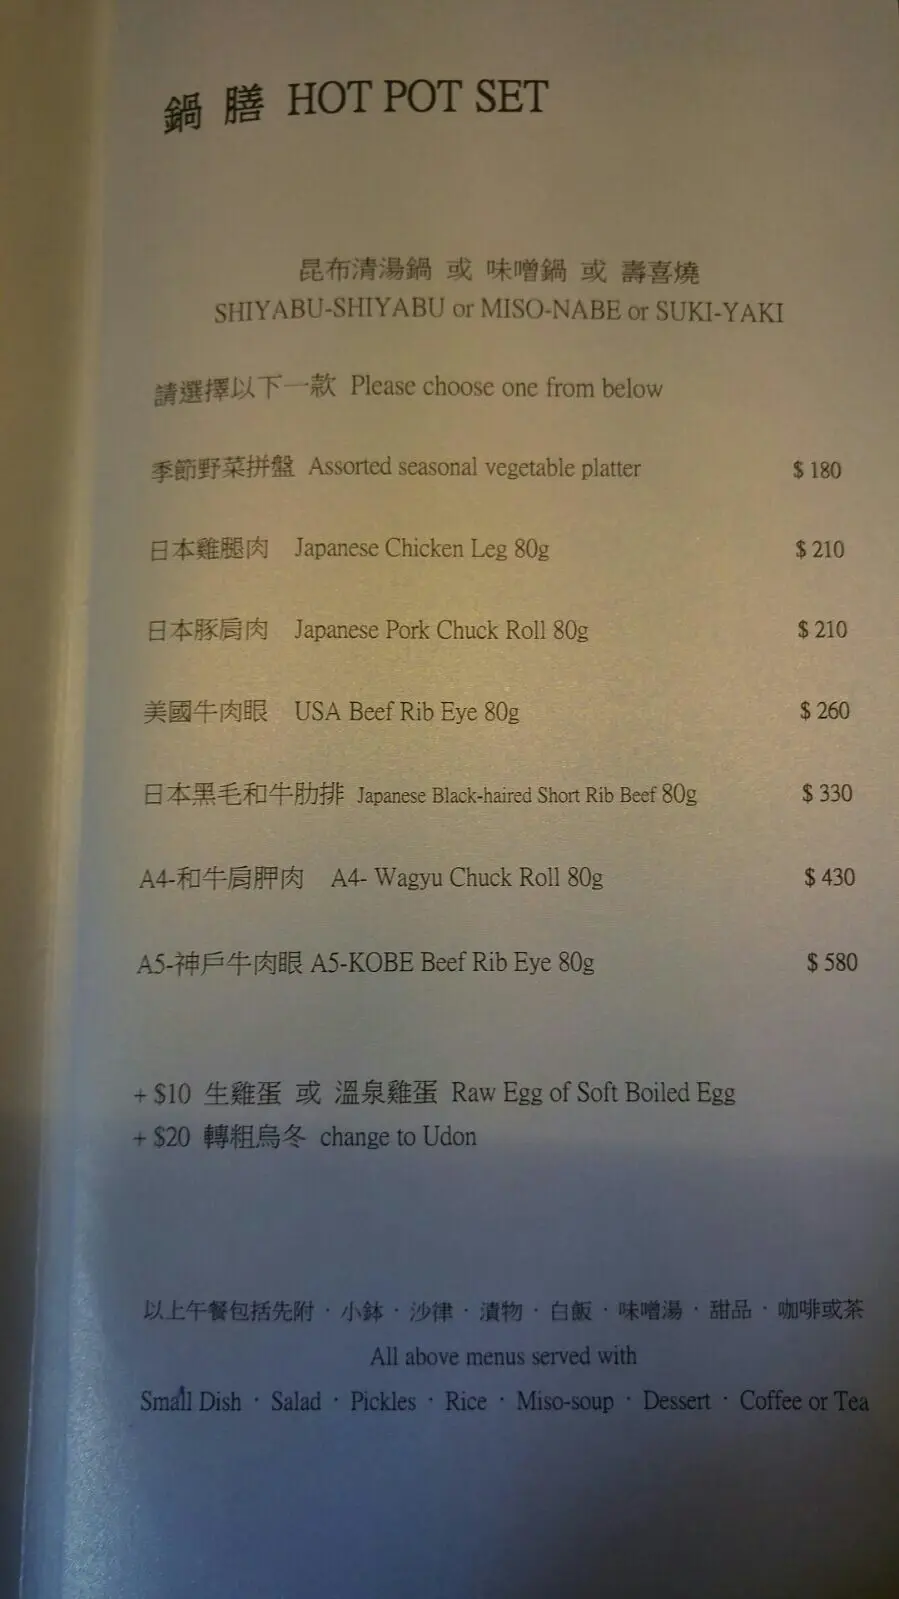 鍋 膳 HOT POT SET
昆布清湯鍋 或 味噌鍋 或 壽喜燒
SHIYABU-SHIYABU or MISO-NABE or SUKI-YAKI
請選擇以下一款 Please choose one from below
季節野菜拼盤 Assorted seasonal vegetable platter $ 180
日本雞腿肉 Japanese Chicken Leg 80g $ 210
日本豚肩肉 Japanese Pork Chuck Roll 80g $ 210
美國牛肉眼 USA Beef Rib Eye 80g $ 260
日本黑毛和牛肋排 Japanese Black-haired Short Rib Beef 80g $ 330
A4-和牛肩胛肉 A4- Wagyu Chuck Roll 80g $ 430
A5-神戶牛肉眼 A5-KOBE Beef Rib Eye 80g $ 580
+ $10 生雞蛋 或 溫泉雞蛋 Raw Egg of Soft Boiled Egg
+ $20 轉粗烏冬 change to Udon
以上午餐包括先附 · 小鉢 · 沙律 · 漬物 · 白飯 · 味噌湯 · 甜品 · 咖啡或茶
All above menus served with
Small Dish · Salad · Pickles · Rice · Miso-soup · Dessert · Coffee or Tea